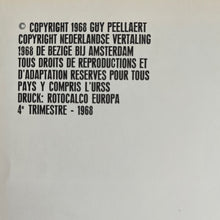 © COPYRIGHT 1968 GUY PEELLAERT
COPYRIGHT NEDERLANDSE VERTALING
1968 DE BEZIGE BIJ AMSTERDAM
TOUS DROITS DE REPRODUCTIONS ET
D'ADAPTATION RESERVES POUR TOUS
PAYS Y COMPRIS L'URSS
DRUCK: ROTOCALCO EUROPA
4e TRIMESTRE - 1968